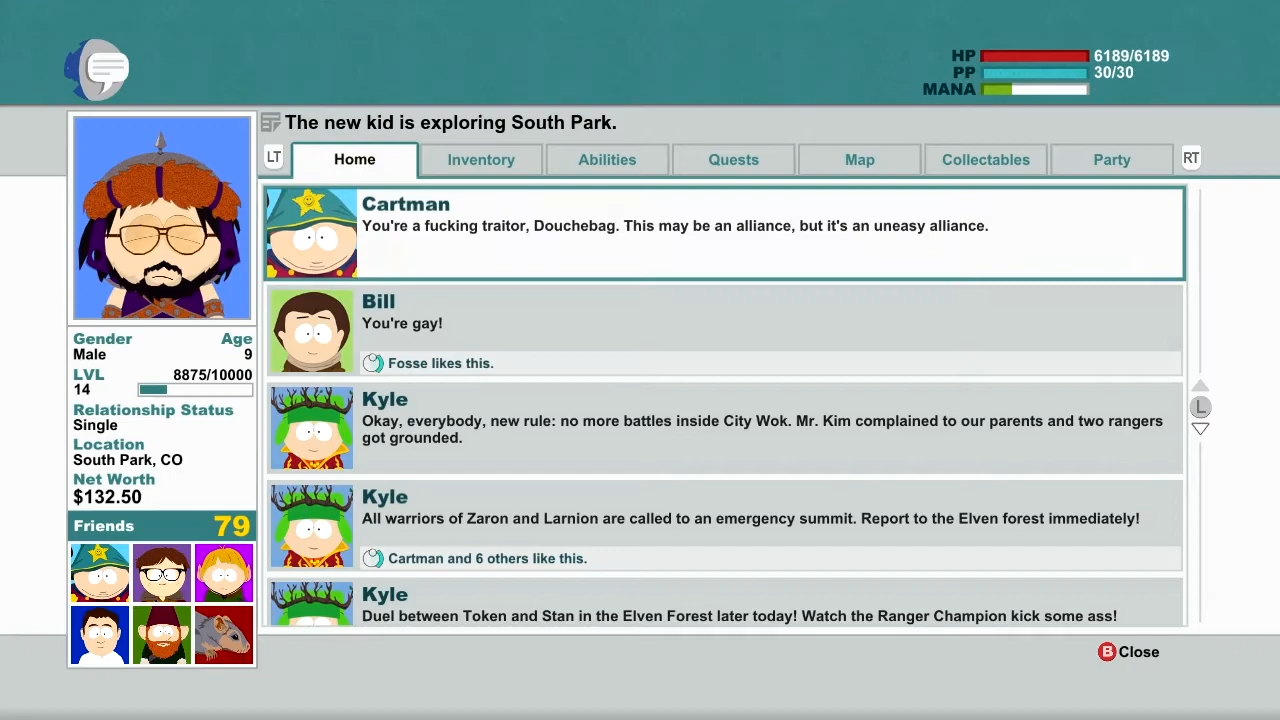 HP 6189/6189
PP 30/30
MANA
The new kid is exploring South Park.
LT Home Inventory Abilities Quests Map Collectables Party RT
Gender Age
Male 9
LVL 8875/10000
14
Relationship Status
Single
Location
South Park, CO
Net Worth
$132.50
Friends 79
Cartman
You're a fucking traitor, Douchebag. This may be an alliance, but it's an uneasy alliance.
Bill
You're gay!
Fosse likes this.
Kyle
Okay, everybody, new rule: no more battles inside City Wok. Mr. Kim complained to our parents and two rangers
got grounded.
Kyle
All warriors of Zaron and Larnion are called to an emergency summit. Report to the Elven forest immediately!
Cartman and 6 others like this.
Kyle
Duel between Token and Stan in the Elven Forest later today! Watch the Ranger Champion kick some ass!
L
B Close